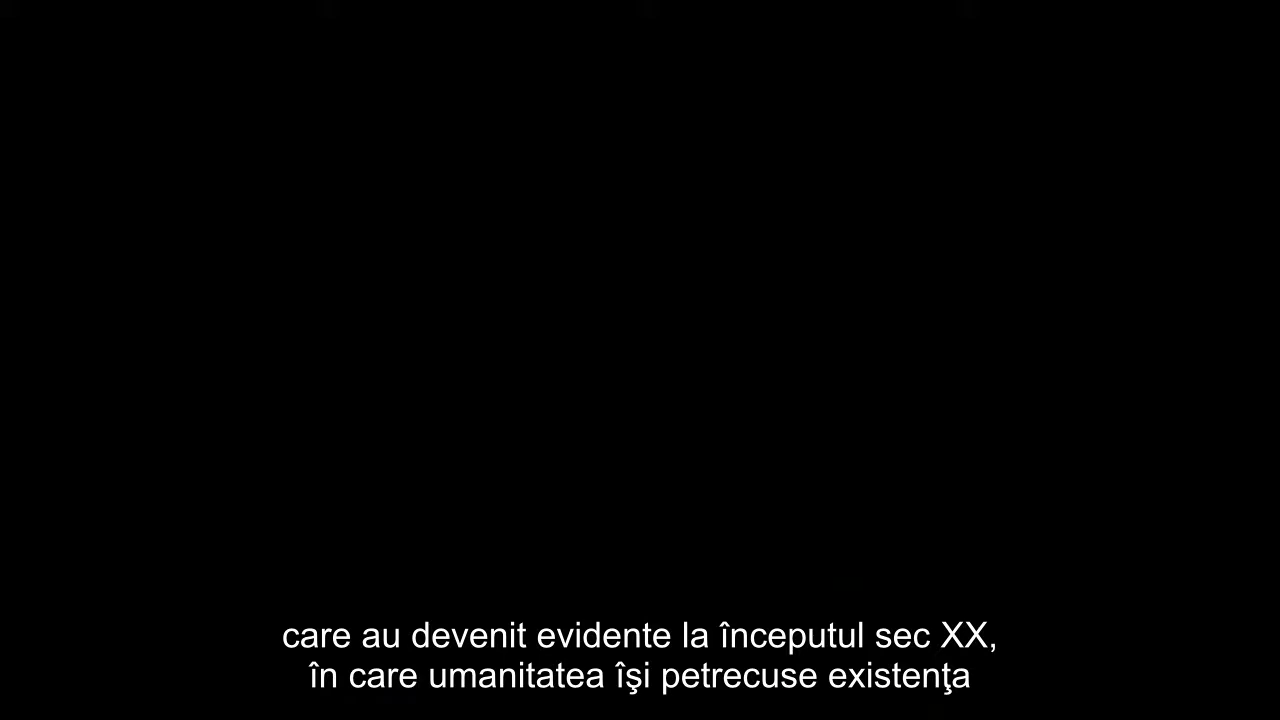 care au devenit evidente la începutul sec XX,
în care umanitatea îşi petrecuse existenţa